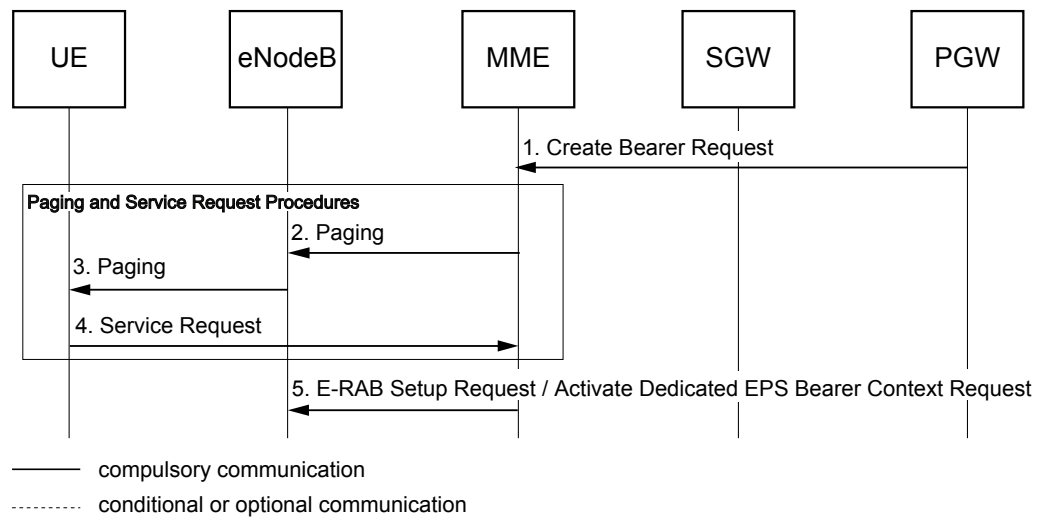 UE
eNodeB
MME
SGW
PGW
1. Create Bearer Request
Paging and Service Request Procedures
2. Paging
3. Paging
4. Service Request
5. E-RAB Setup Request / Activate Dedicated EPS Bearer Context Request
compulsory communication
conditional or optional communication